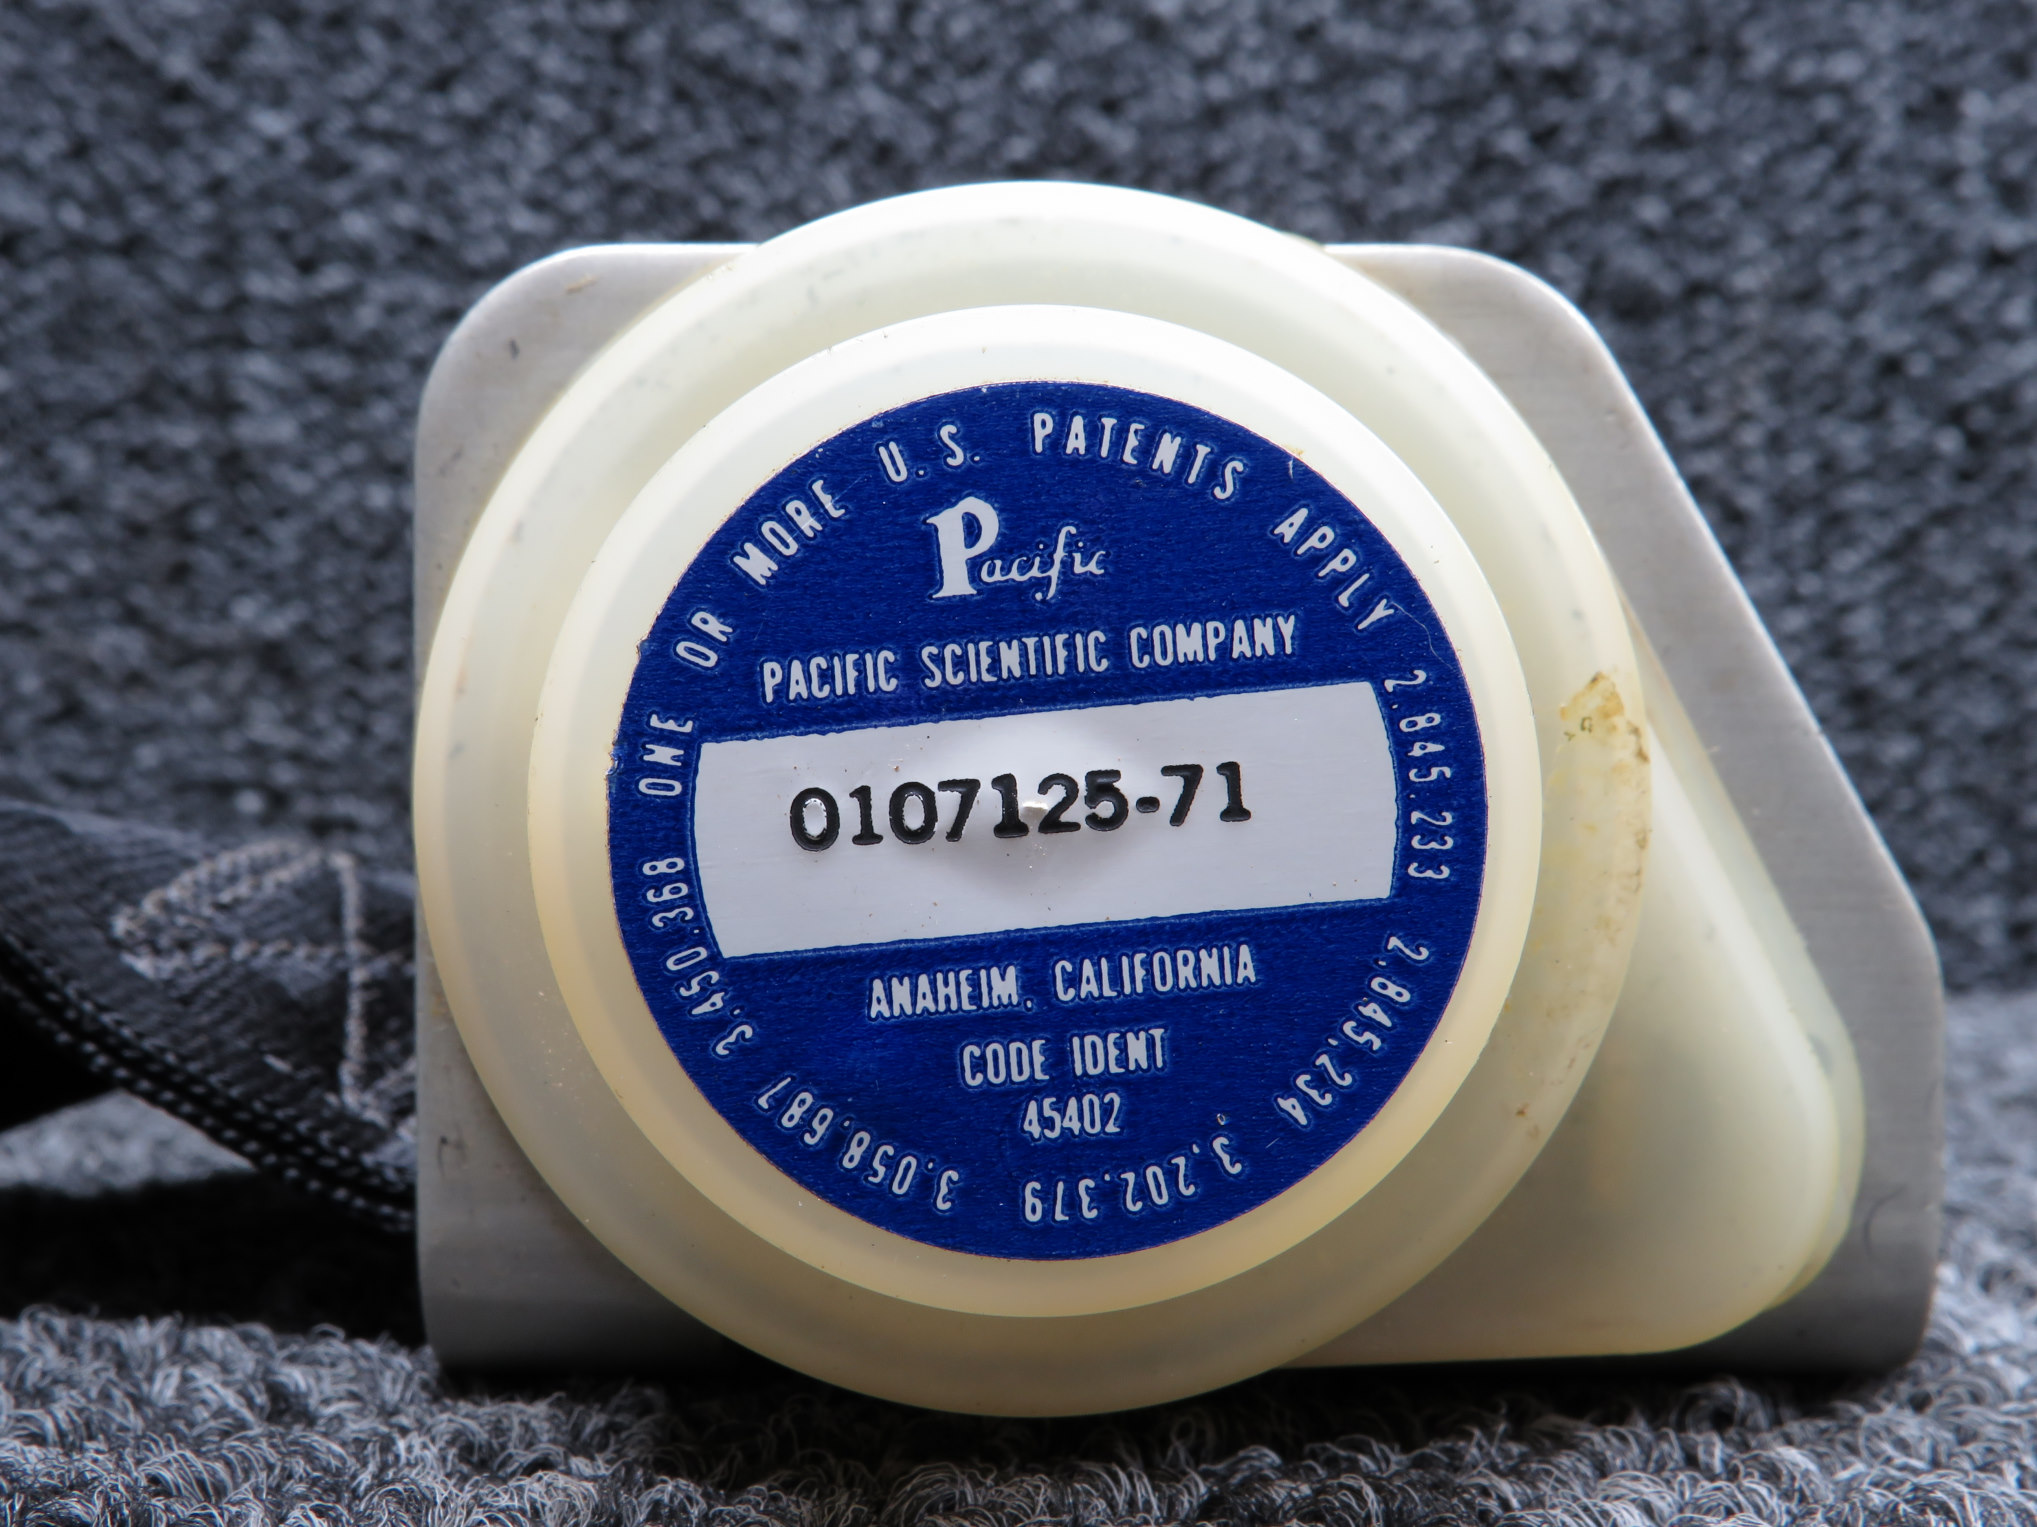 ONE OR MORE U.S. PATENTS APPLY 2.845.233 2.845.234 3.202.379 3.058.687 3.450.368
Pacific
PACIFIC SCIENTIFIC COMPANY
0107125-71
ANAHEIM, CALIFORNIA
CODE IDENT
45402